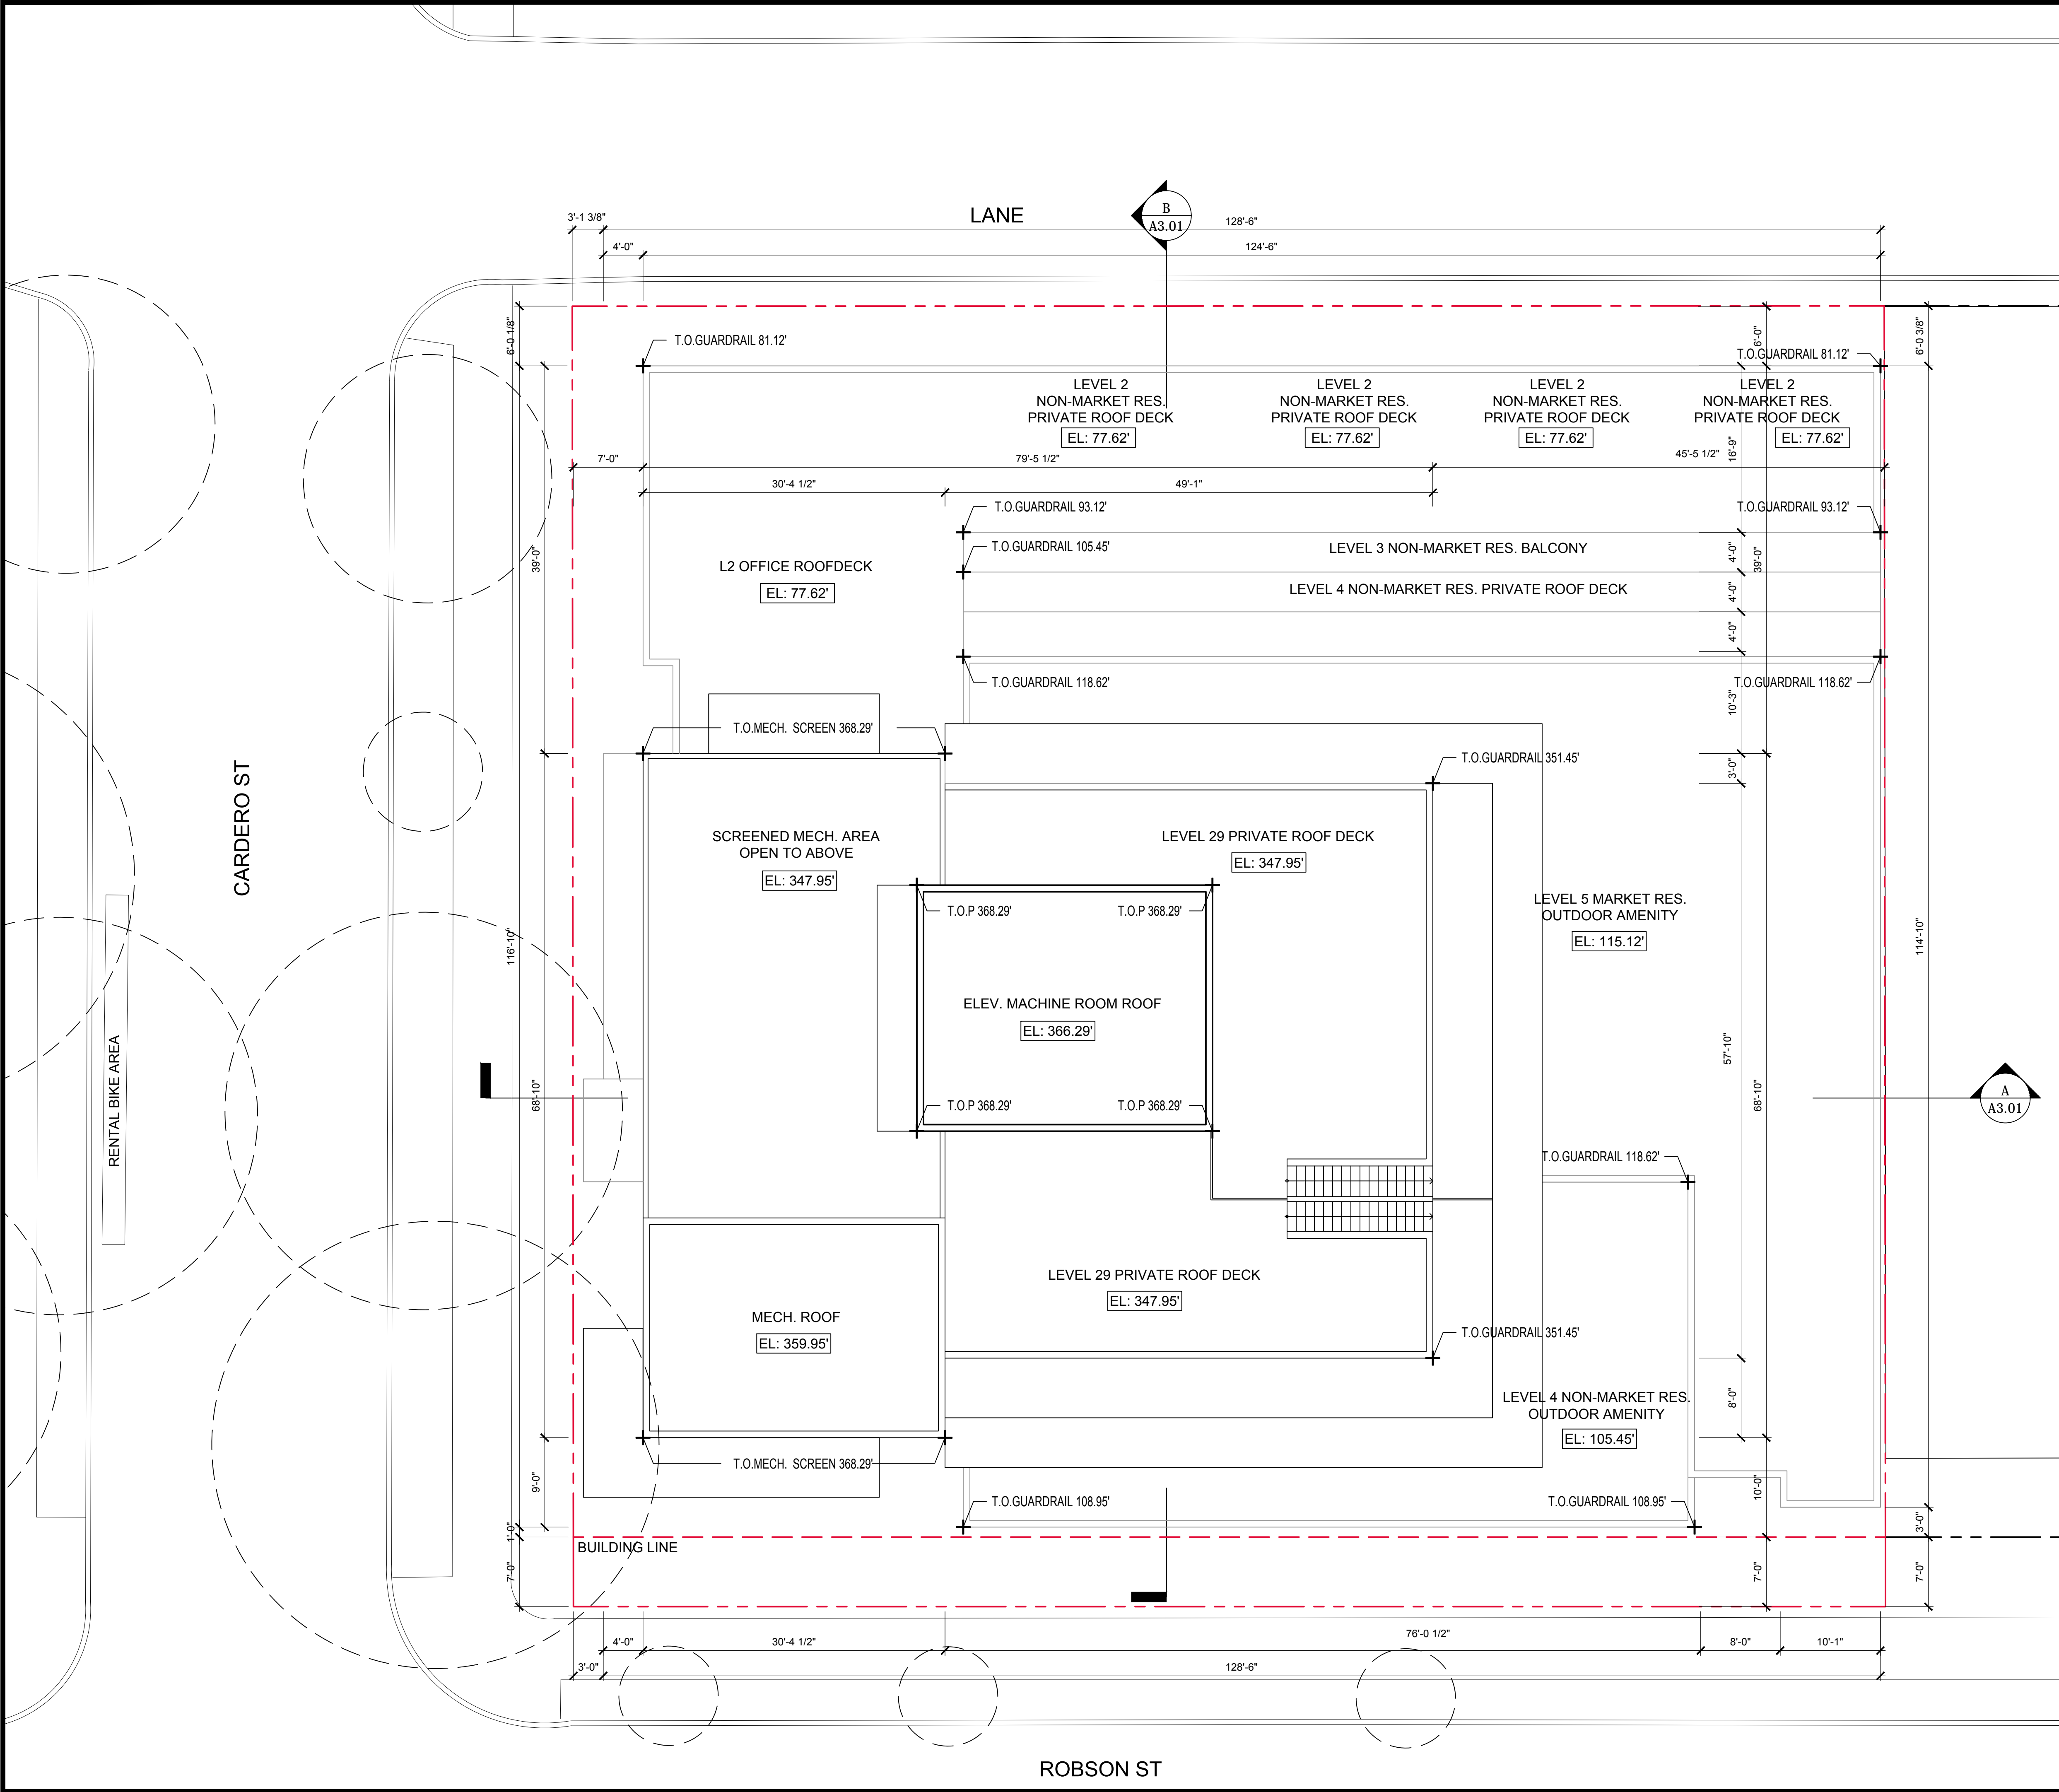 LANE
B
A3.01
3'-1 3/8"
128'-6"
4'-0"
124'-6"
6'-0 1/8"
6'-0"
6'-0 3/8"
T.O.GUARDRAIL 81.12'
T.O.GUARDRAIL 81.12'
LEVEL 2
NON-MARKET RES.
PRIVATE ROOF DECK
EL: 77.62'
LEVEL 2
NON-MARKET RES.
PRIVATE ROOF DECK
EL: 77.62'
LEVEL 2
NON-MARKET RES.
PRIVATE ROOF DECK
EL: 77.62'
LEVEL 2
NON-MARKET RES.
PRIVATE ROOF DECK
EL: 77.62'
7'-0"
79'-5 1/2"
45'-5 1/2"
16'-9"
30'-4 1/2"
49'-1"
T.O.GUARDRAIL 93.12'
T.O.GUARDRAIL 93.12'
T.O.GUARDRAIL 105.45'
LEVEL 3 NON-MARKET RES. BALCONY
4'-0"
39'-0"
39'-0"
L2 OFFICE ROOFDECK
EL: 77.62'
LEVEL 4 NON-MARKET RES. PRIVATE ROOF DECK
4'-0"
4'-0"
T.O.GUARDRAIL 118.62'
T.O.GUARDRAIL 118.62'
10'-3"
T.O.MECH. SCREEN 368.29'
T.O.GUARDRAIL 351.45'
3'-0"
CARDERO ST
SCREENED MECH. AREA
OPEN TO ABOVE
EL: 347.95'
LEVEL 29 PRIVATE ROOF DECK
EL: 347.95'
LEVEL 5 MARKET RES.
OUTDOOR AMENITY
EL: 115.12'
T.O.P 368.29'
T.O.P 368.29'
116'-10"
114'-10"
ELEV. MACHINE ROOM ROOF
EL: 366.29'
57'-10"
RENTAL BIKE AREA
68'-10"
T.O.P 368.29'
T.O.P 368.29'
68'-10"
A
A3.01
T.O.GUARDRAIL 118.62'
LEVEL 29 PRIVATE ROOF DECK
EL: 347.95'
MECH. ROOF
EL: 359.95'
T.O.GUARDRAIL 351.45'
8'-0"
LEVEL 4 NON-MARKET RES.
OUTDOOR AMENITY
EL: 105.45'
T.O.MECH. SCREEN 368.29'
9'-0"
10'-0"
T.O.GUARDRAIL 108.95'
T.O.GUARDRAIL 108.95'
1'-0"
3'-0"
BUILDING LINE
7'-0"
7'-0"
7'-0"
4'-0"
30'-4 1/2"
76'-0 1/2"
8'-0"
10'-1"
3'-0"
128'-6"
ROBSON ST